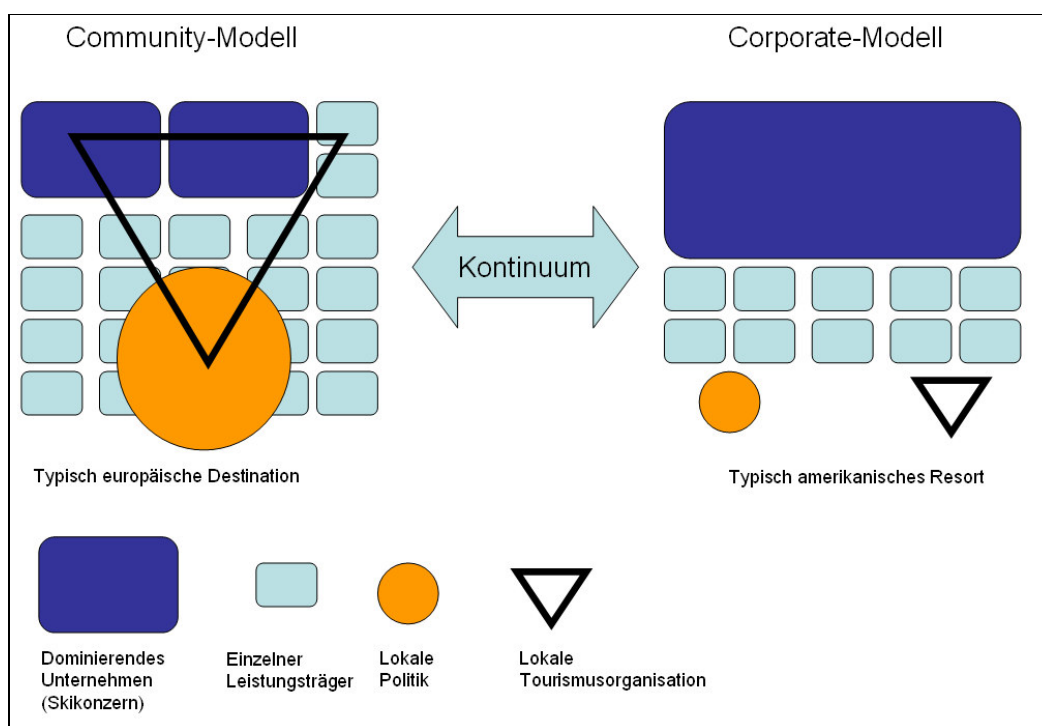 Community-Modell
Corporate-Modell
Kontinuum
Typisch europäische Destination
Typisch amerikanisches Resort
Dominierendes
Unternehmen
(Skikonzern)
Einzelner
Leistungsträger
Lokale
Politik
Lokale
Tourismusorganisation